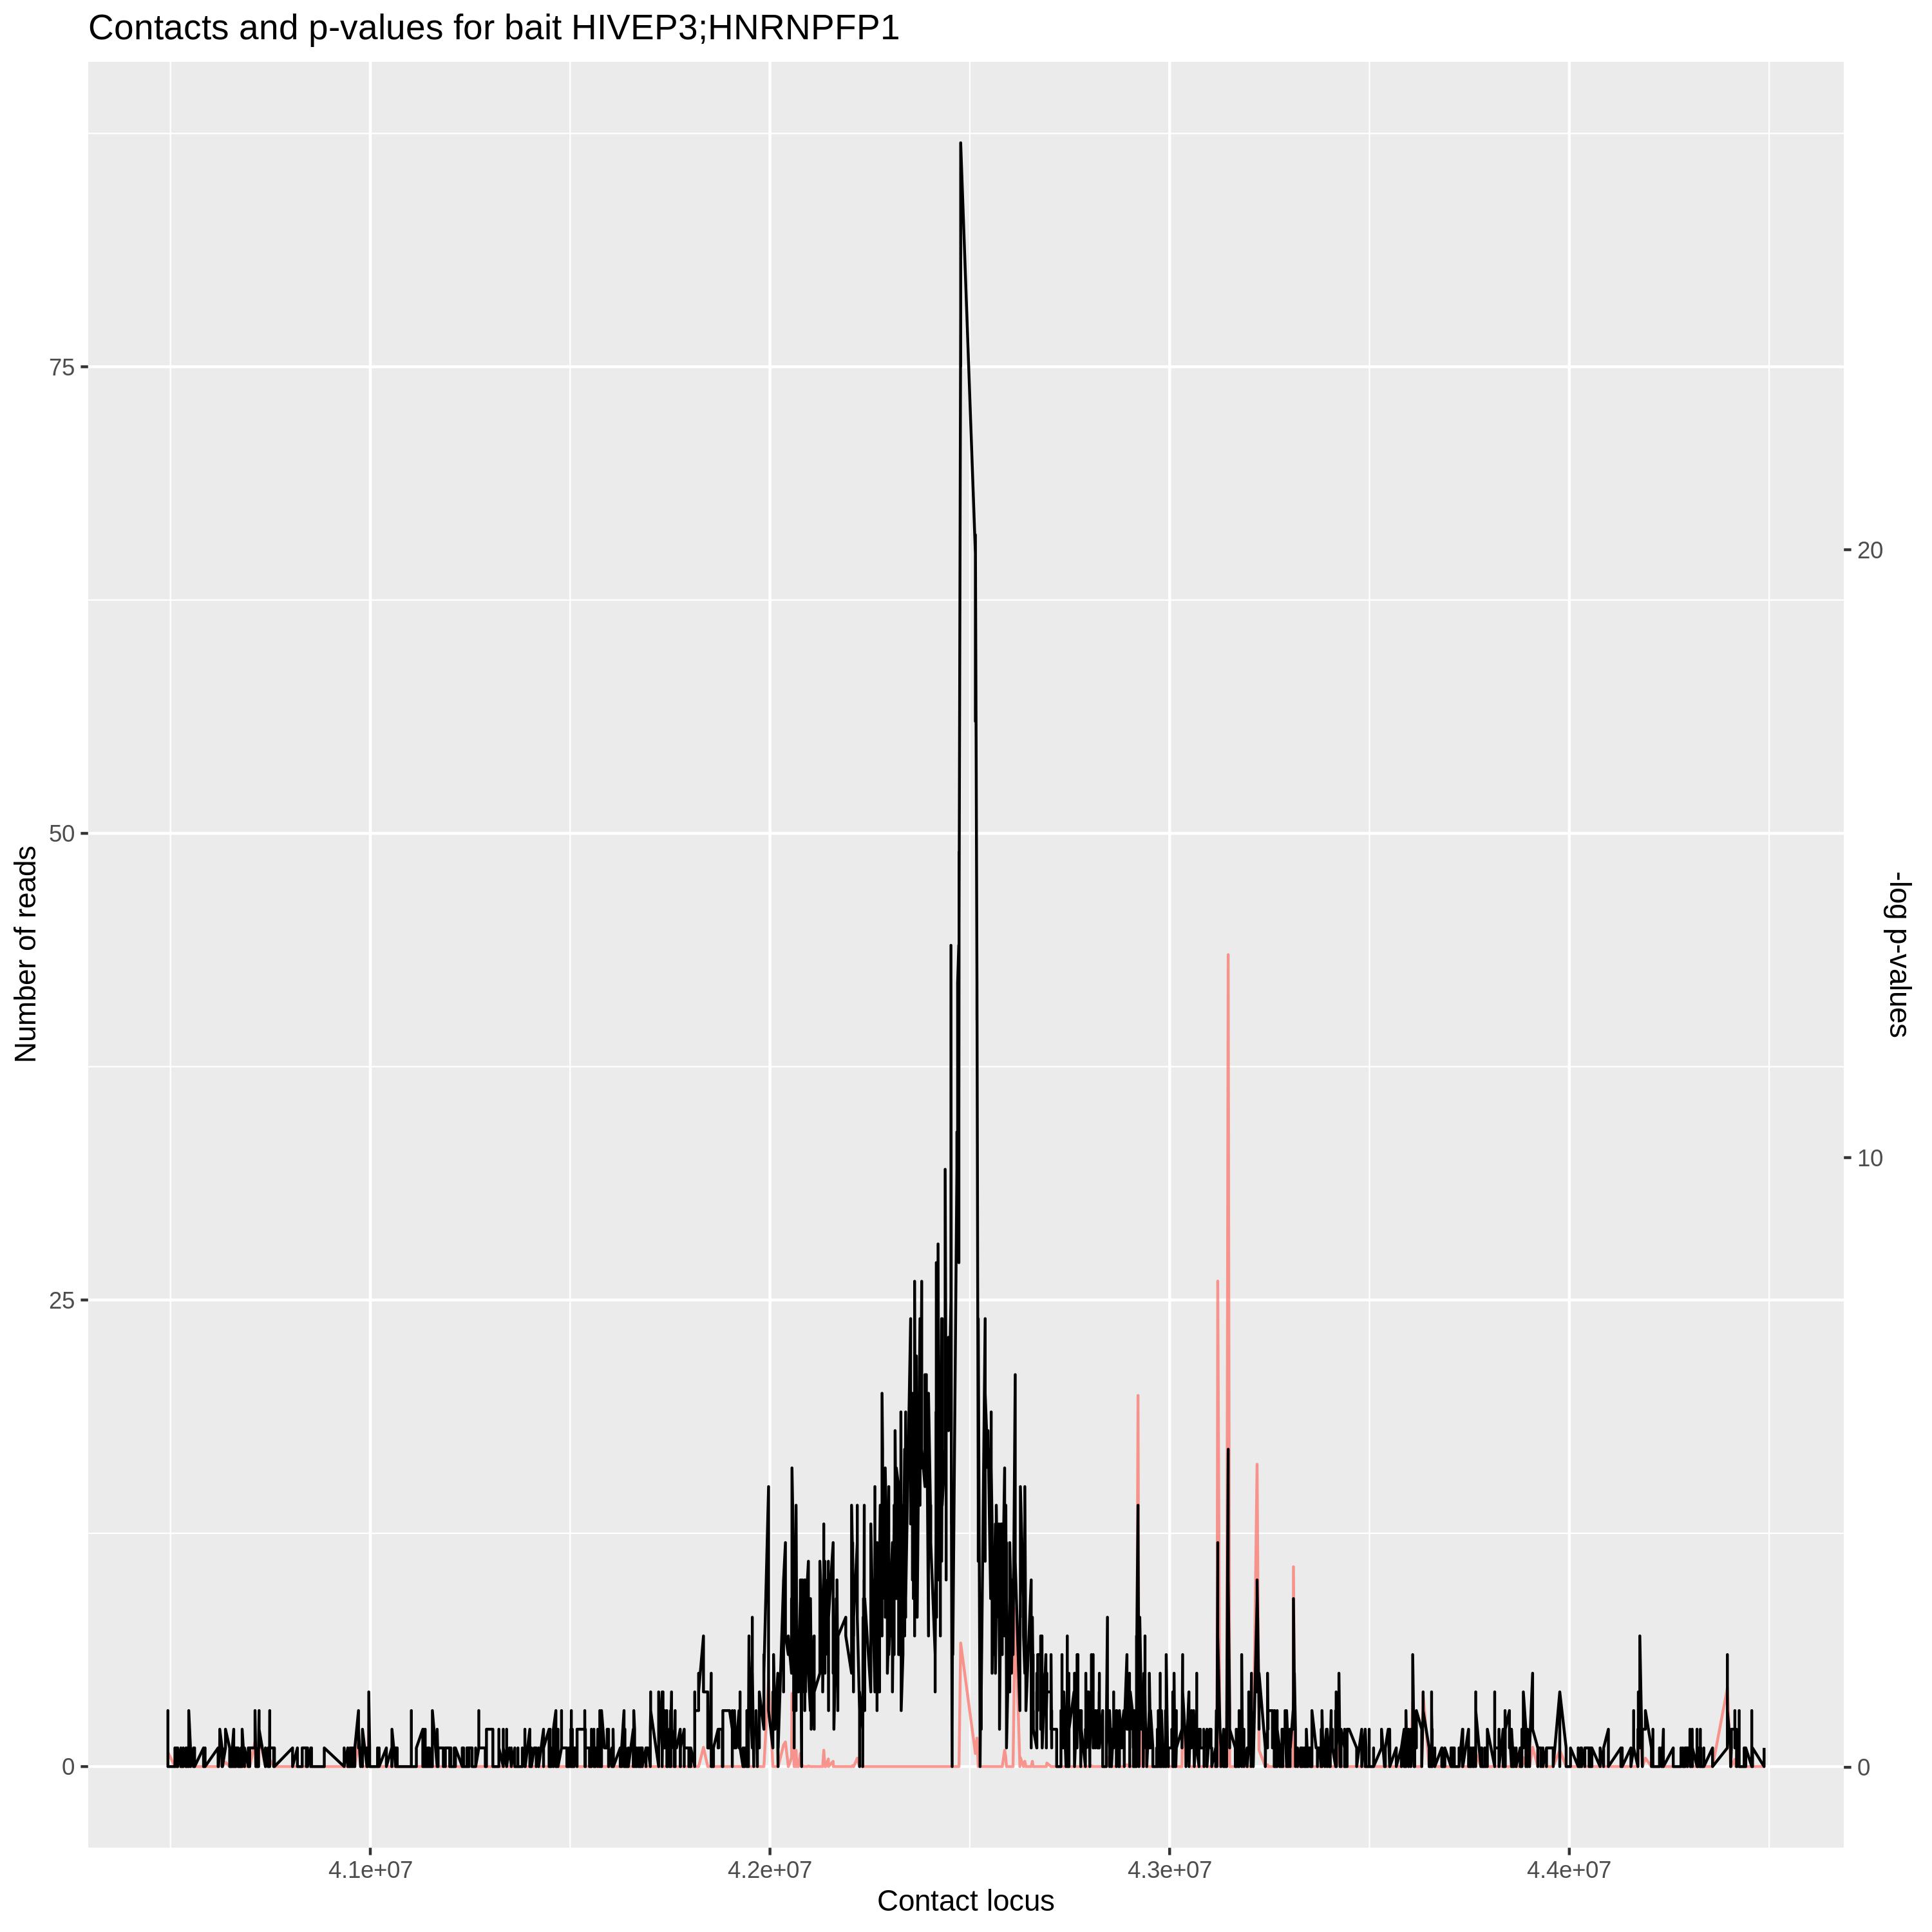 Contacts and p-values for bait HIVEP3;HNRNPFP1
75
50
25
0
Number of reads
20
10
0
-log p-values
4.1e+07
4.2e+07
4.3e+07
4.4e+07
Contact locus